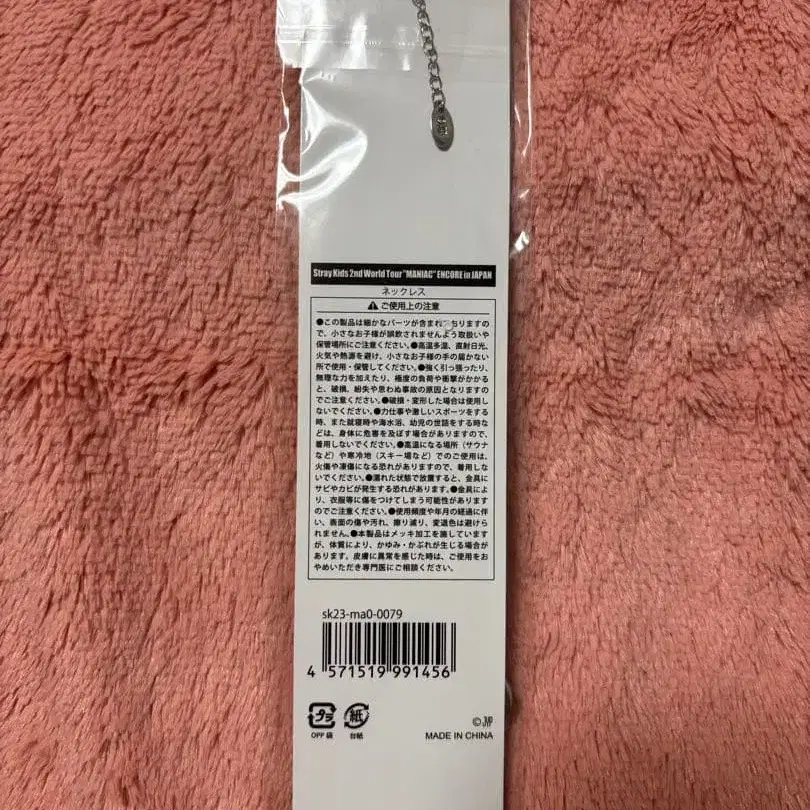 Stray Kids 2nd World Tour "MANIAC" ENCORE in JAPAN
ネックレス
⚠ご使用上の注意
●この製品は細かなパーツが含まれておりますの
で、小さなお子様が誤飲されませんよう取扱いや
保管場所にご注意ください。●高温多湿、直射日光、
火気や熱源を避け、小さなお子様の手の届かない
所で使用・保管してください。●強く引っ張ったり、
無理な力を加えたり、極度の負荷や衝撃がかかる
と、破損、紛失や思わぬ事故の原因となりますの
でご注意ください。●破損・変形した場合は使用し
ないでください。●力仕事や激しいスポーツをする
時、また就寝時や海水浴、幼児の世話をする時な
どは、身体に危害を及ぼす場合がありますので、
着用しないでください。●高温になる場所（サウナ
など）や寒冷地（スキー場など）でのご使用は、
火傷や凍傷になる恐れがありますので、着用しな
いでください。●濡れた状態で放置すると、金具に
サビやカビが発生する恐れがあります。●金具によ
り、衣服等に傷をつけてしまう可能性があります
のでご注意ください。●使用頻度や年月の経過に伴
い、表面の傷や汚れ、擦り減り、変退色は避けら
れません。●本製品はメッキ加工を施しています
が、体質により、かゆみ・かぶれが生じる場合が
あります。皮膚に異常を感じた時は、ご使用をお
やめいただき専門医にご相談ください。
sk23-ma0-0079
4 571519 991456
プラ
紙
OPP 袋
台紙
©JYP
MADE IN CHINA